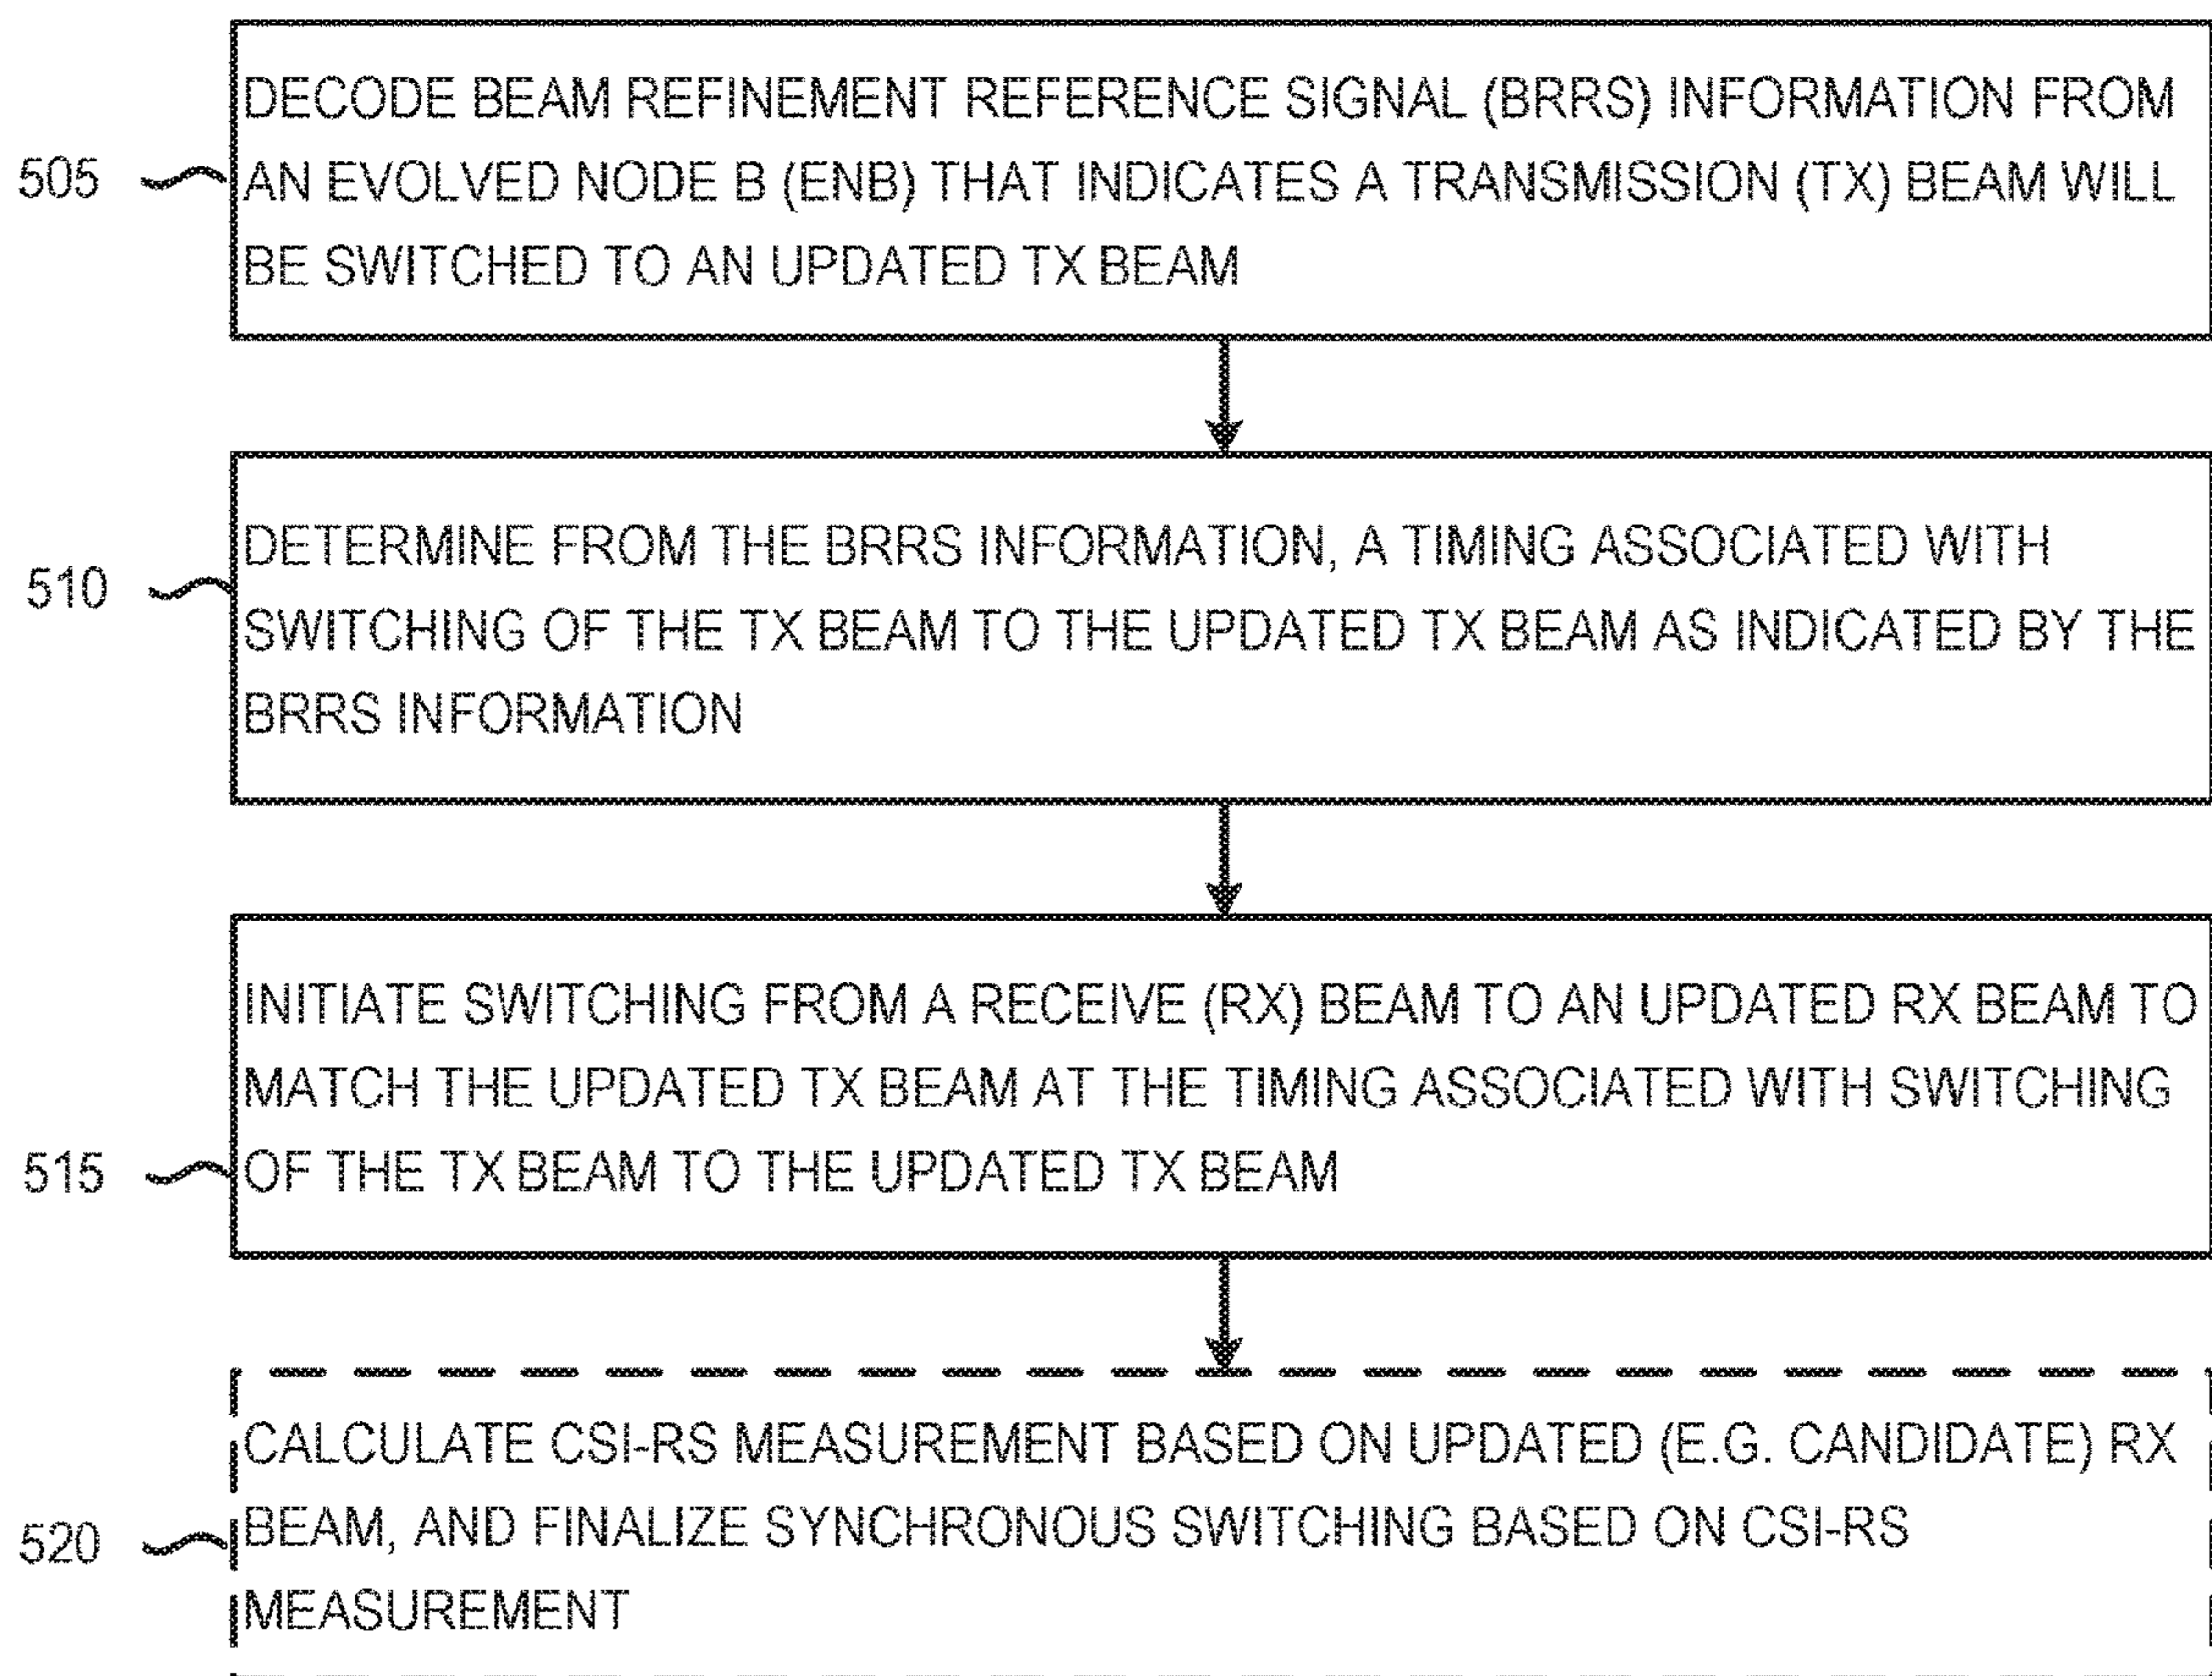 DECODE BEAM REFINEMENT REFERENCE SIGNAL (BRRS) INFORMATION FROM
505 AN EVOLVED NODE B (ENB) THAT INDICATES A TRANSMISSION (TX) BEAM WILL
BE SWITCHED TO AN UPDATED TX BEAM
DETERMINE FROM THE BRRS INFORMATION, A TIMING ASSOCIATED WITH
510 SWITCHING OF THE TX BEAM TO THE UPDATED TX BEAM AS INDICATED BY THE
BRRS INFORMATION
INITIATE SWITCHING FROM A RECEIVE (RX) BEAM TO AN UPDATED RX BEAM TO
MATCH THE UPDATED TX BEAM AT THE TIMING ASSOCIATED WITH SWITCHING
515 OF THE TX BEAM TO THE UPDATED TX BEAM
CALCULATE CSI-RS MEASUREMENT BASED ON UPDATED (E.G. CANDIDATE) RX
520 BEAM, AND FINALIZE SYNCHRONOUS SWITCHING BASED ON CSI-RS
MEASUREMENT